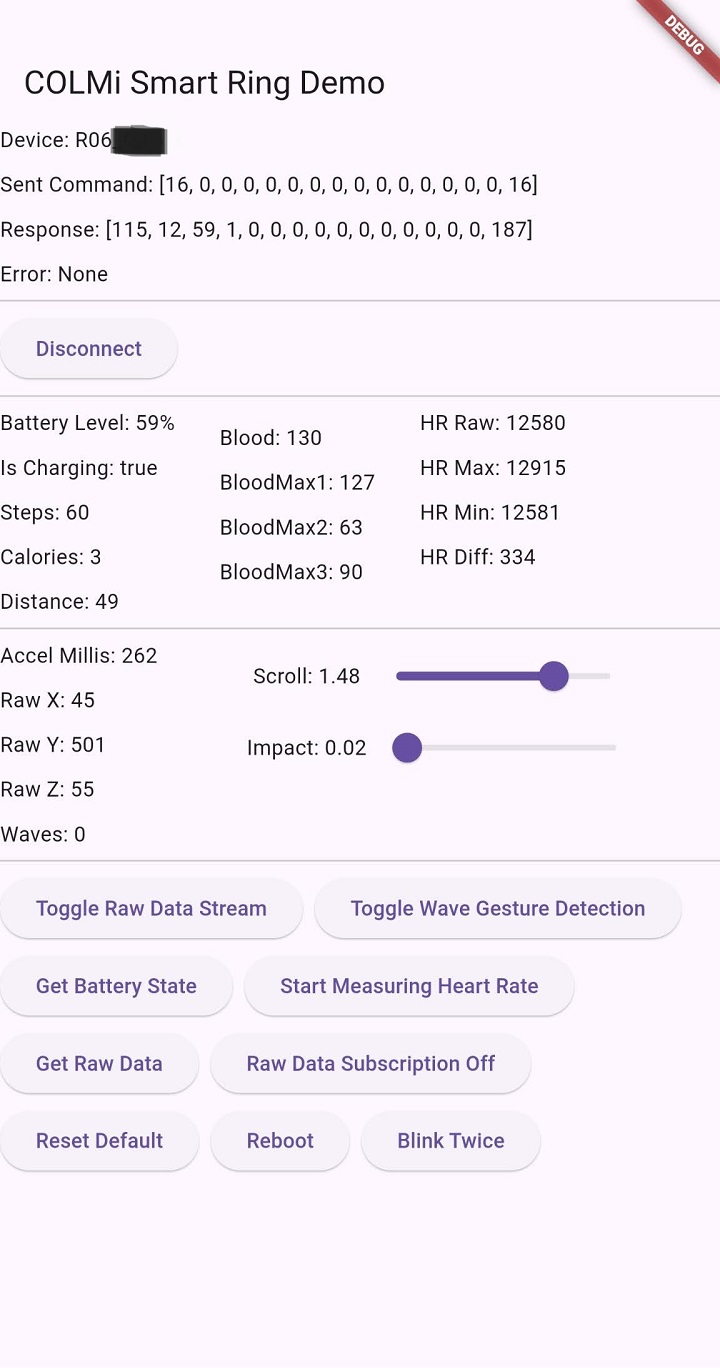 DEBUG
COLMi Smart Ring Demo
Device: R06
Sent Command: [16, 0, 0, 0, 0, 0, 0, 0, 0, 0, 0, 0, 0, 0, 0, 16]
Response: [115, 12, 59, 1, 0, 0, 0, 0, 0, 0, 0, 0, 0, 0, 0, 187]
Error: None
Disconnect
Battery Level: 59%
Is Charging: true
Steps: 60
Calories: 3
Distance: 49
Blood: 130
BloodMax1: 127
BloodMax2: 63
BloodMax3: 90
HR Raw: 12580
HR Max: 12915
HR Min: 12581
HR Diff: 334
Accel Millis: 262
Raw X: 45
Raw Y: 501
Raw Z: 55
Waves: 0
Scroll: 1.48
Impact: 0.02
Toggle Raw Data Stream
Toggle Wave Gesture Detection
Get Battery State
Start Measuring Heart Rate
Get Raw Data
Raw Data Subscription Off
Reset Default
Reboot
Blink Twice